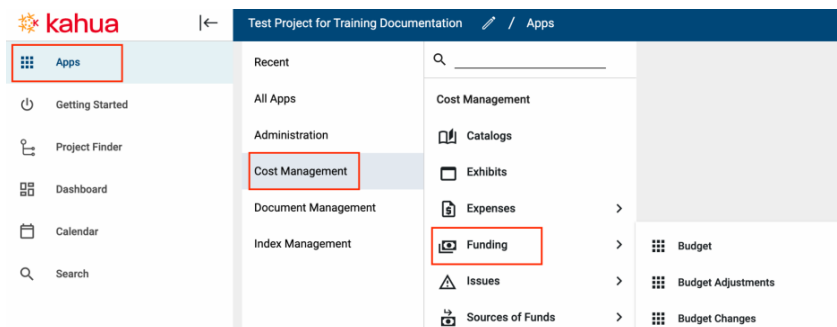 kahua
Test Project for Training Documentation / Apps
Apps
Getting Started
Project Finder
Dashboard
Calendar
Search
Recent
All Apps
Administration
Cost Management
Document Management
Index Management
Cost Management
Catalogs
Exhibits
Expenses
Funding
Issues
Sources of Funds
Budget
Budget Adjustments
Budget Changes